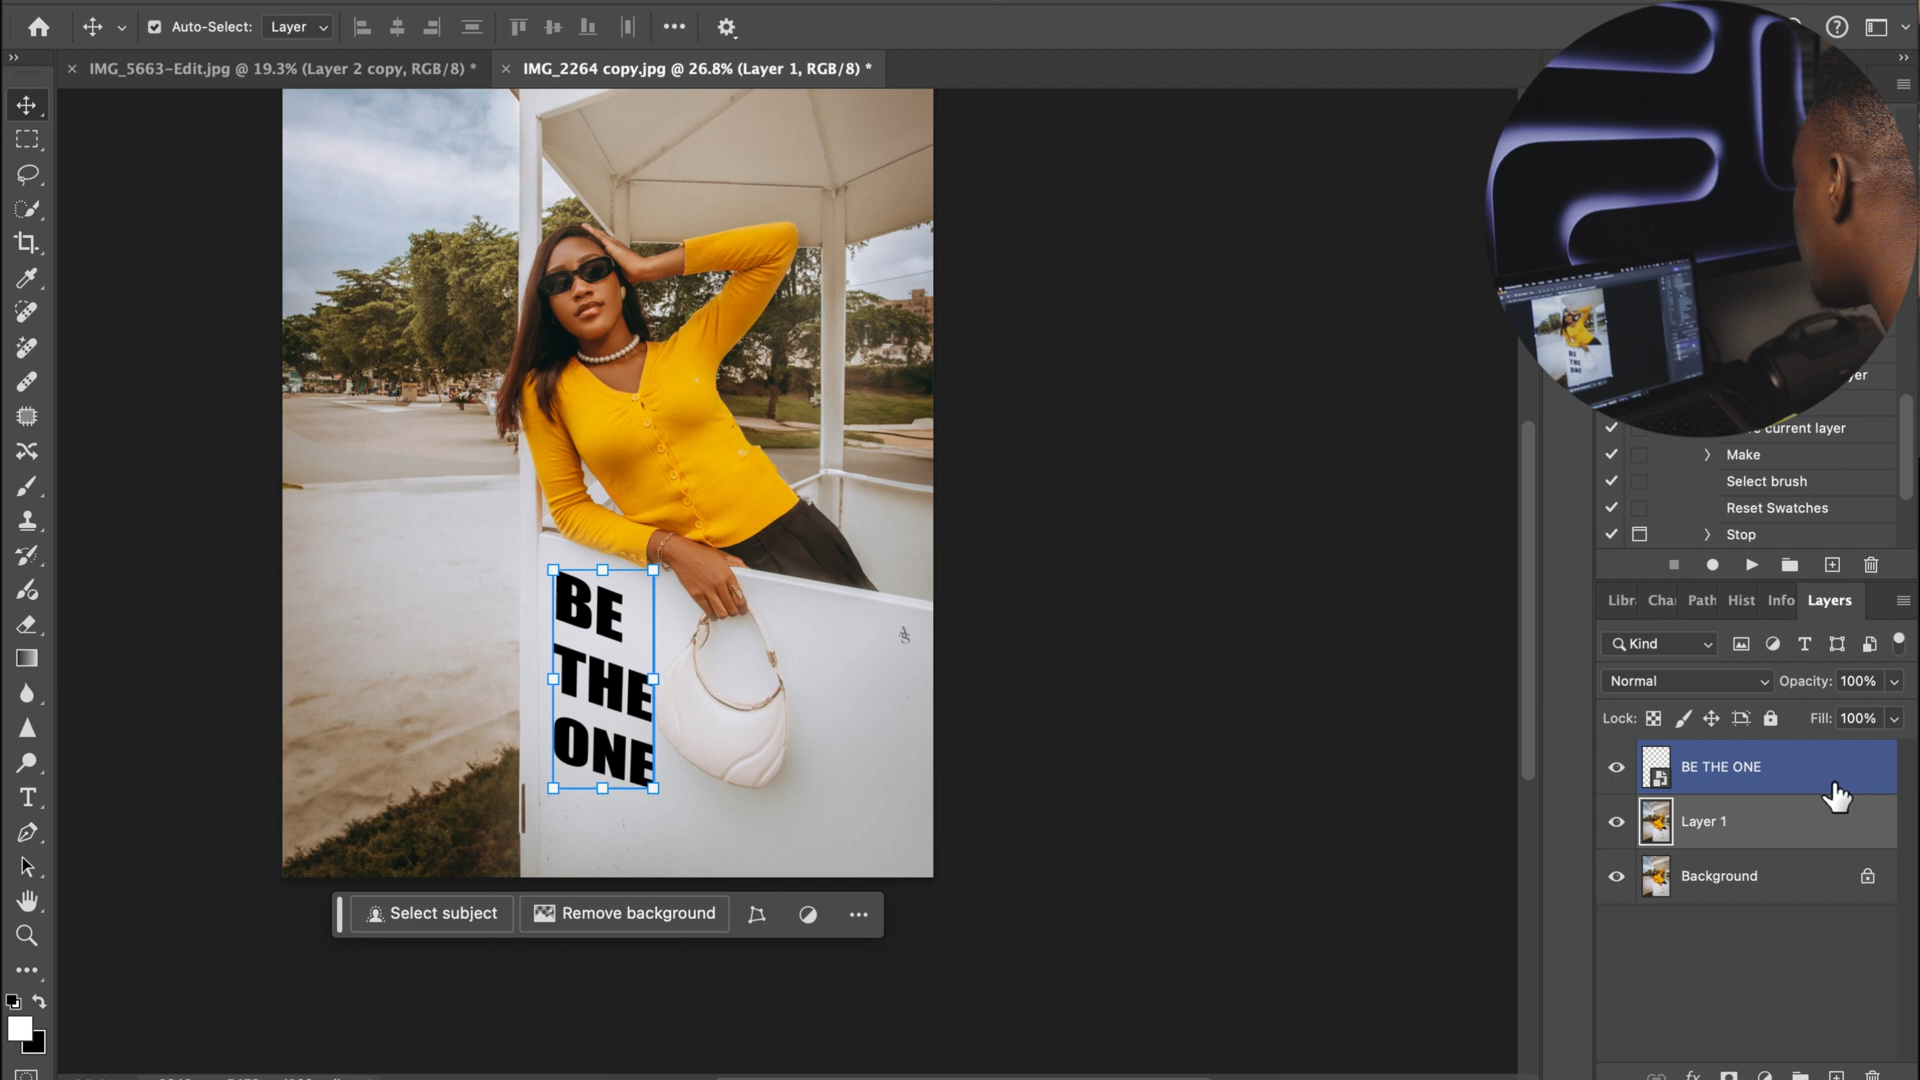 Auto-Select: Layer
IMG_5663-Edit.jpg @ 19.3% (Layer 2 copy, RGB/8) *
IMG_2264 copy.jpg @ 26.8% (Layer 1, RGB/8) *
BE
THE
ONE
Select subject
Remove background
current layer
Make
Select brush
Reset Swatches
Stop
Libr Cha Path Hist Info Layers
Kind
Normal Opacity: 100%
Lock: Fill: 100%
BE THE ONE
Layer 1
Background